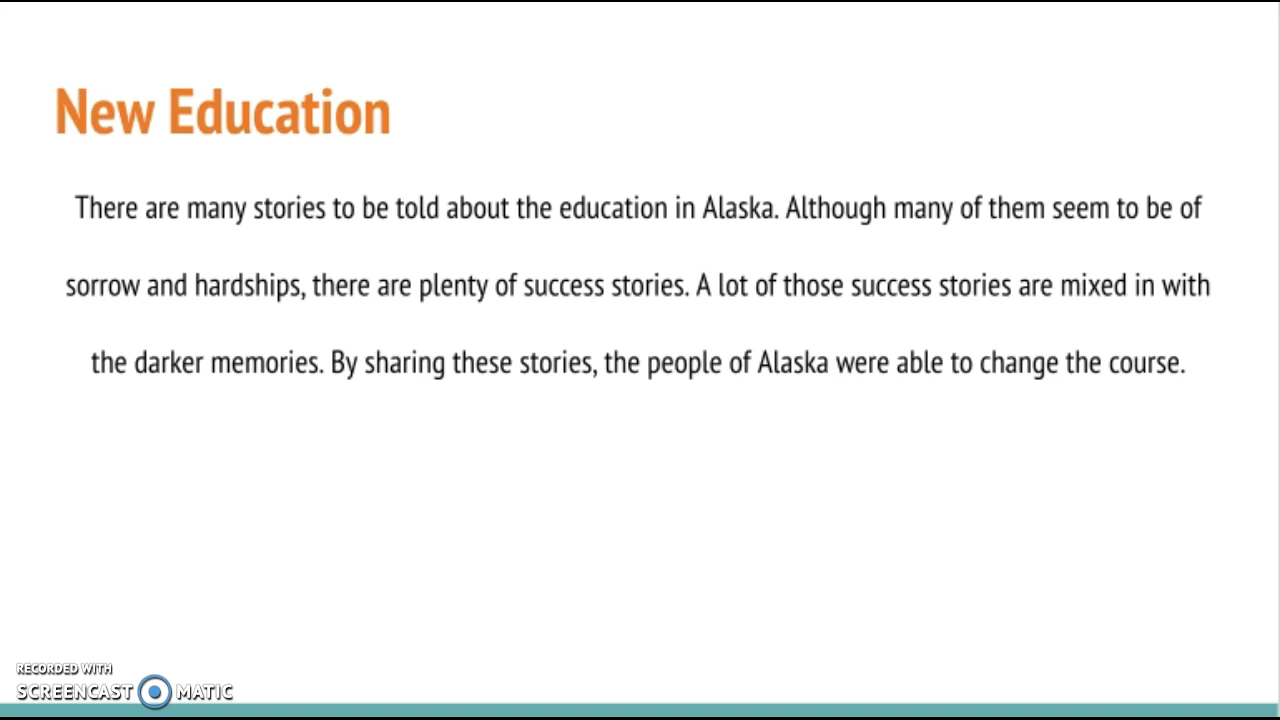 New Education
There are many stories to be told about the education in Alaska. Although many of them seem to be of
sorrow and hardships, there are plenty of success stories. A lot of those success stories are mixed in with
the darker memories. By sharing these stories, the people of Alaska were able to change the course.
RECORDED WITH
SCREENCAST MATIC